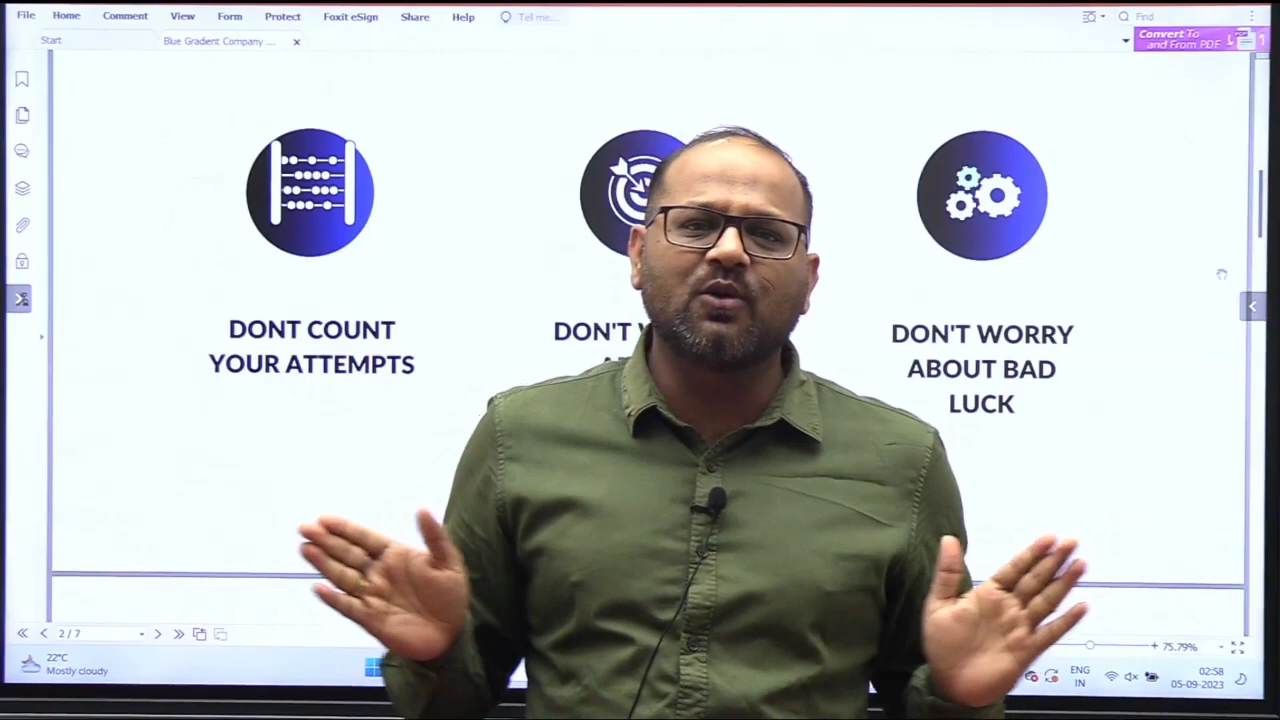 File Home Comment View Form Protect Foxit eSign Share Help Tell me... Find
Start Blue Gradient Company ... Convert To
and From PDF
DONT COUNT
YOUR ATTEMPTS
DON'T
DON'T WORRY
ABOUT BAD
LUCK
2 / 7
75.79%
22°C
Mostly cloudy
ENG
IN
02:58
05-09-2023